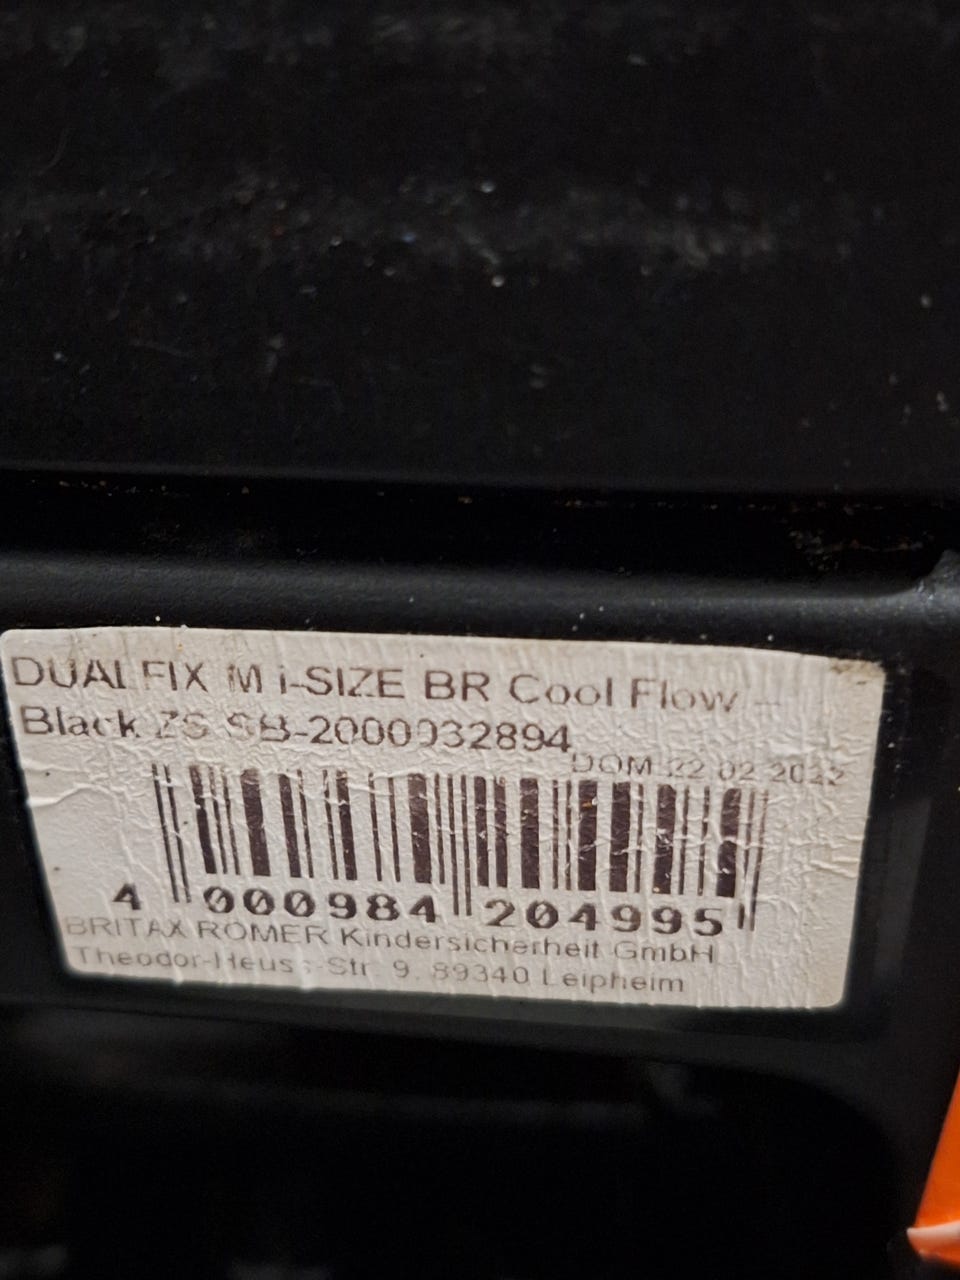 DUALFIX M i-SIZE BR Cool Flow –
Black ZS SB-2000032894
DOM 22 02 2022
4 000984 204995
BRITAX RÖMER Kindersicherheit GmbH
Theodor-Heuss-Str. 9, 89340 Leipheim